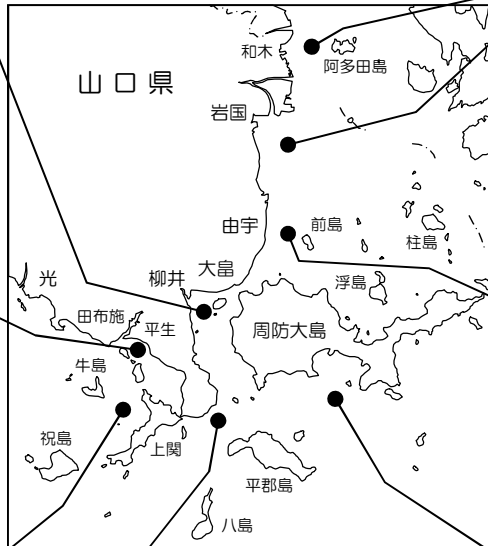 和木
阿多田島
山口県
岩国
由宇
前島
柱島
大畠
光
柳井
浮島
田布施
平生
周防大島
牛島
祝島
上関
平郡島
八島